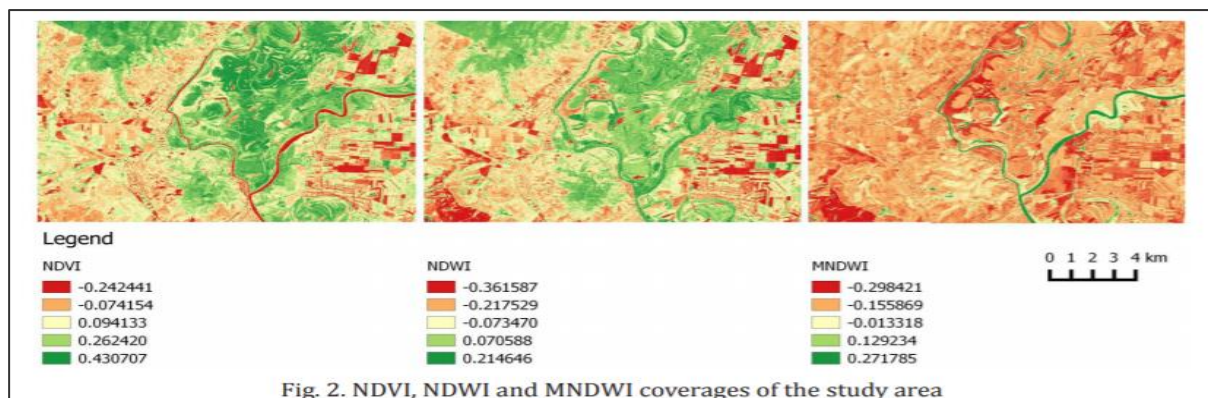 Legend
NDVI
-0.242441
-0.074154
0.094133
0.262420
0.430707
NDWI
-0.361587
-0.217529
-0.073470
0.070588
0.214646
MNDWI
-0.298421
-0.155869
-0.013318
0.129234
0.271785
0 1 2 3 4 km
Fig. 2. NDVI, NDWI and MNDWI coverages of the study area